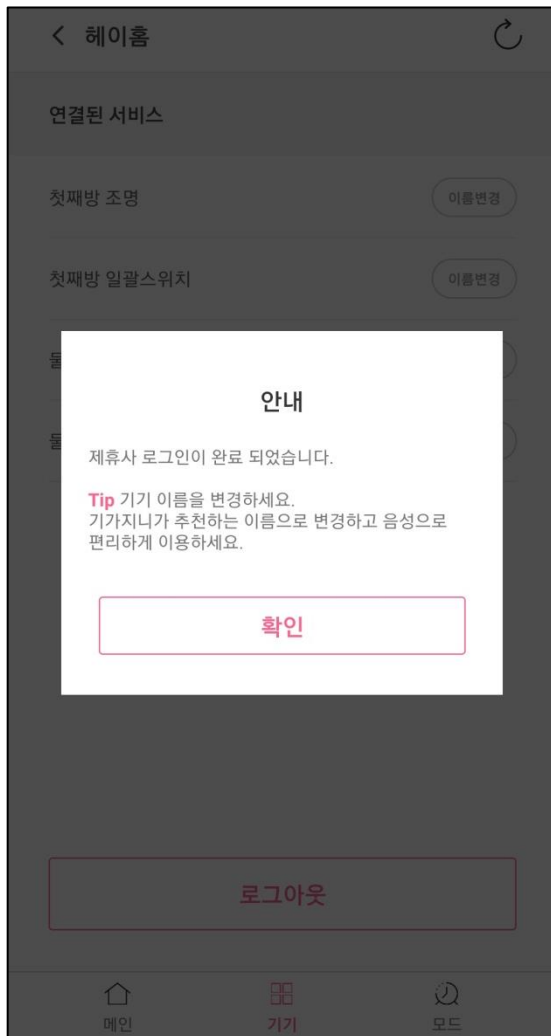 헤이홈
연결된 서비스
첫째방 조명
이름변경
첫째방 일괄스위치
이름변경
안내
제휴사 로그인이 완료 되었습니다.
Tip 기기 이름을 변경하세요.
기가지니가 추천하는 이름으로 변경하고 음성으로
편리하게 이용하세요.
확인
로그아웃
메인
기기
모드